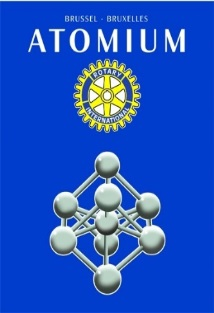 BRUSSEL - BRUXELLES
ATOMIUM
ROTARY
INTERNATIONAL